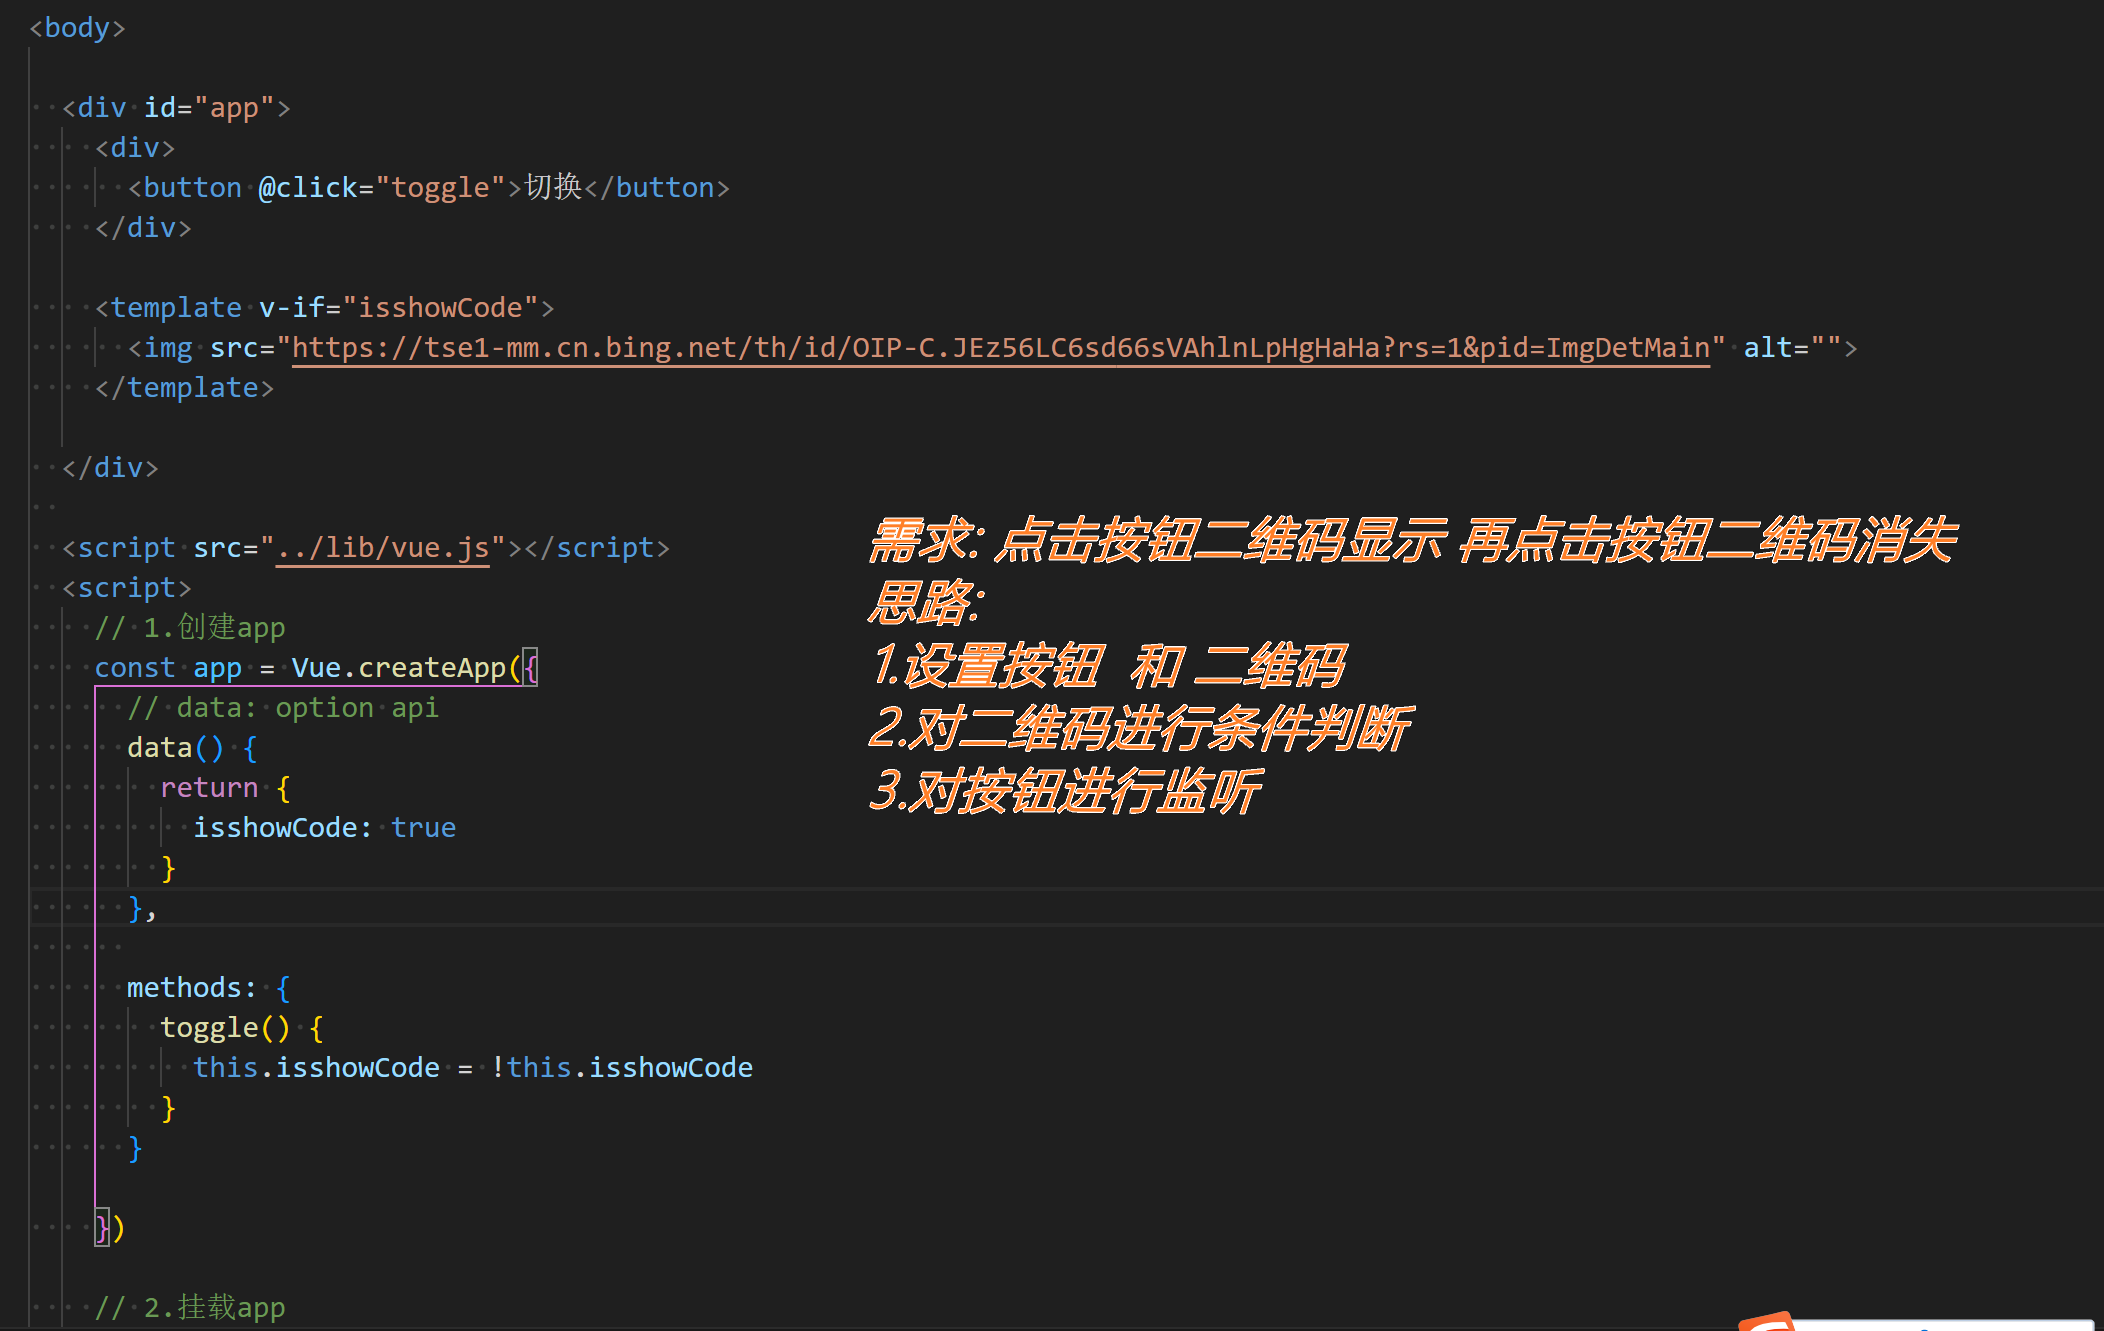 <body>
<div id="app">
<div>
<button @click="toggle">切换</button>
</div>
<template v-if="isshowCode">
<img src="https://tse1-mm.cn.bing.net/th/id/OIP-C.JEz56LC6sd66sVAhlnLpHgHaHa?rs=1&pid=ImgDetMain" alt="">
</template>
</div>
<script src="../lib/vue.js"></script>
<script>
// 1.创建app
const app = Vue.createApp({
// data: option api
data() {
return {
isshowCode: true
}
},
methods: {
toggle() {
this.isshowCode = !this.isshowCode
}
}
})
// 2.挂载app
需求: 点击按钮二维码显示 再点击按钮二维码消失
思路:
1.设置按钮 和 二维码
2.对二维码进行条件判断
3.对按钮进行监听